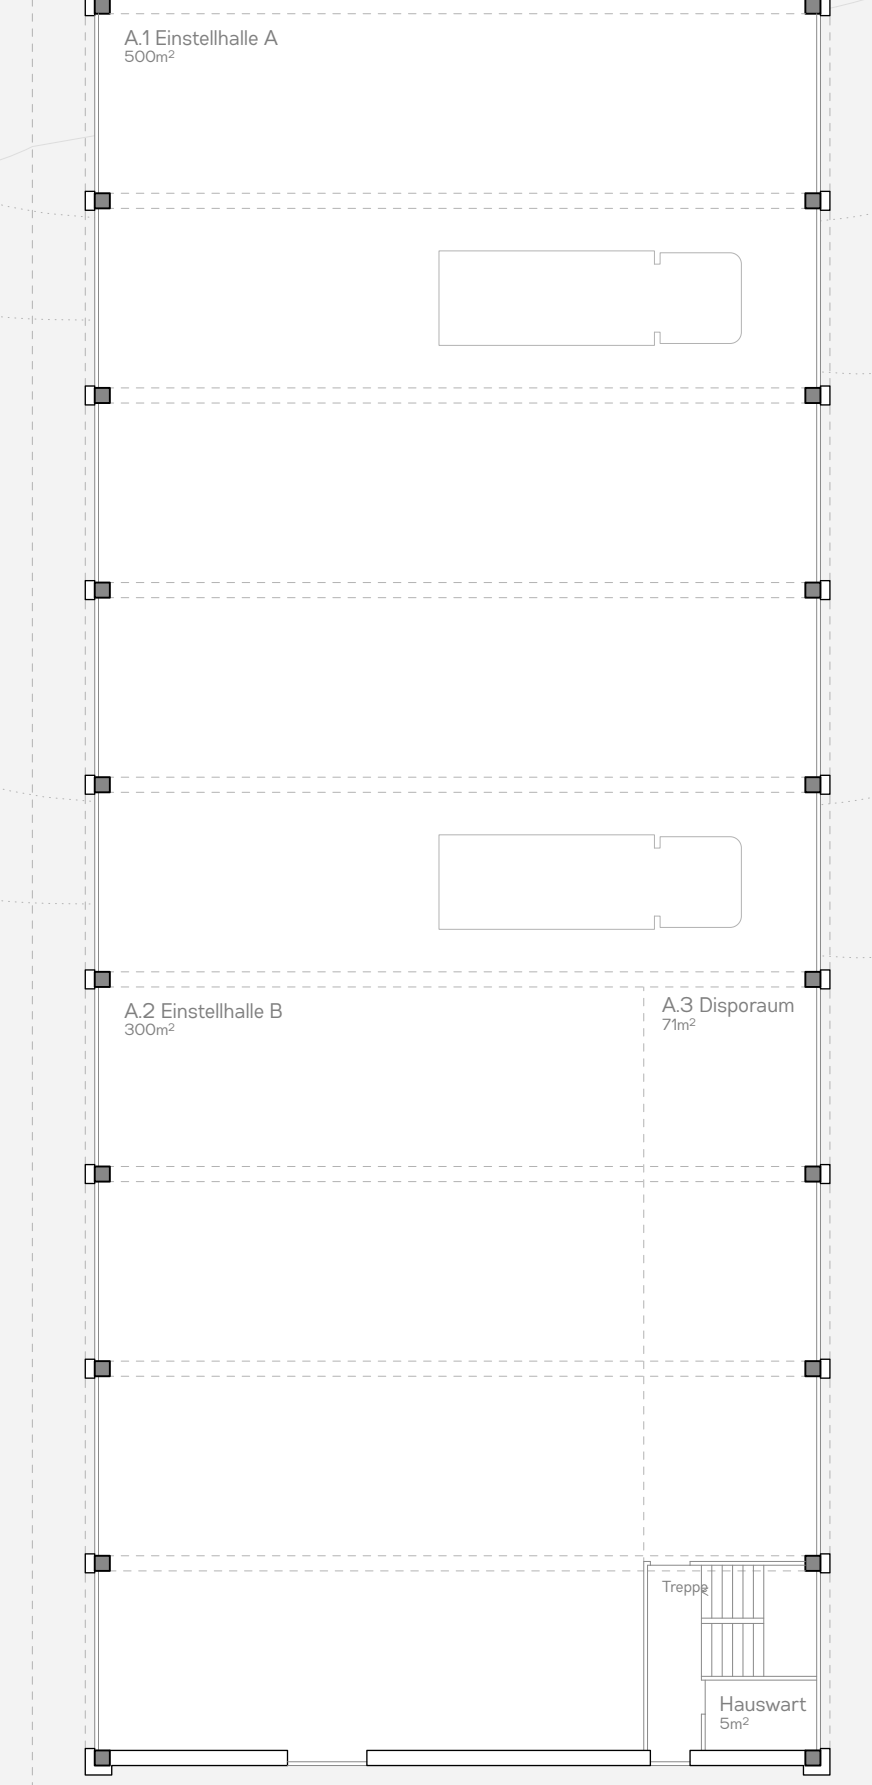 A.1 Einstellhalle A
500m²
A.2 Einstellhalle B
300m²
A.3 Disporaum
71m²
Treppe
Hauswart
5m²